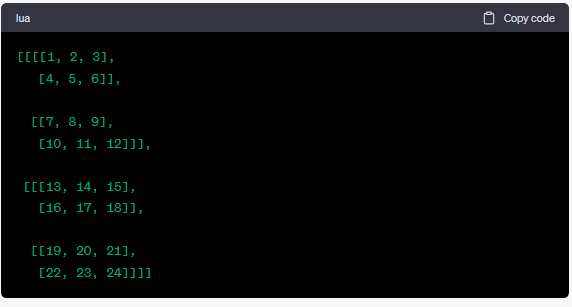 lua
Copy code
[[[[1, 2, 3],
[4, 5, 6]],
[[7, 8, 9],
[10, 11, 12]]],
[[[13, 14, 15],
[16, 17, 18]],
[[19, 20, 21],
[22, 23, 24]]]]